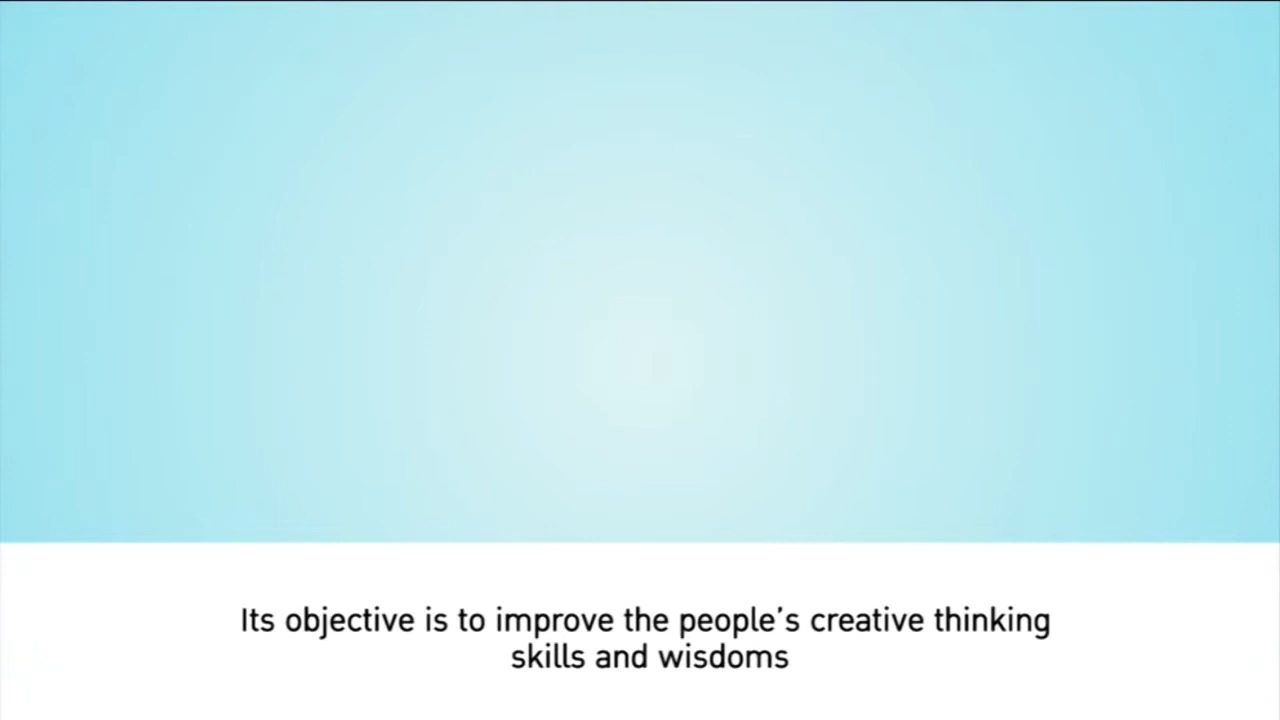 Its objective is to improve the people's creative thinking
skills and wisdoms